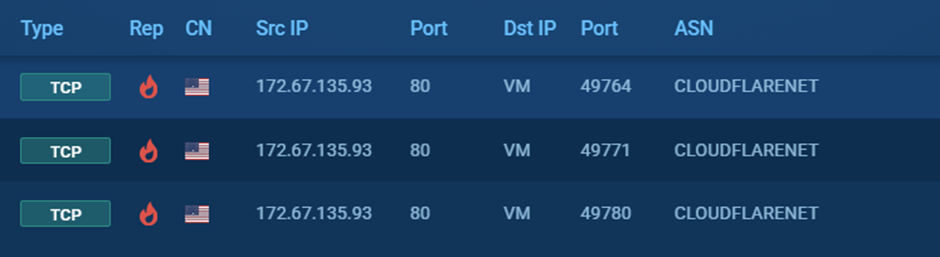 Type Rep CN Src IP Port Dst IP Port ASN
TCP 172.67.135.93 80 VM 49764 CLOUDFLARENET
TCP 172.67.135.93 80 VM 49771 CLOUDFLARENET
TCP 172.67.135.93 80 VM 49780 CLOUDFLARENET